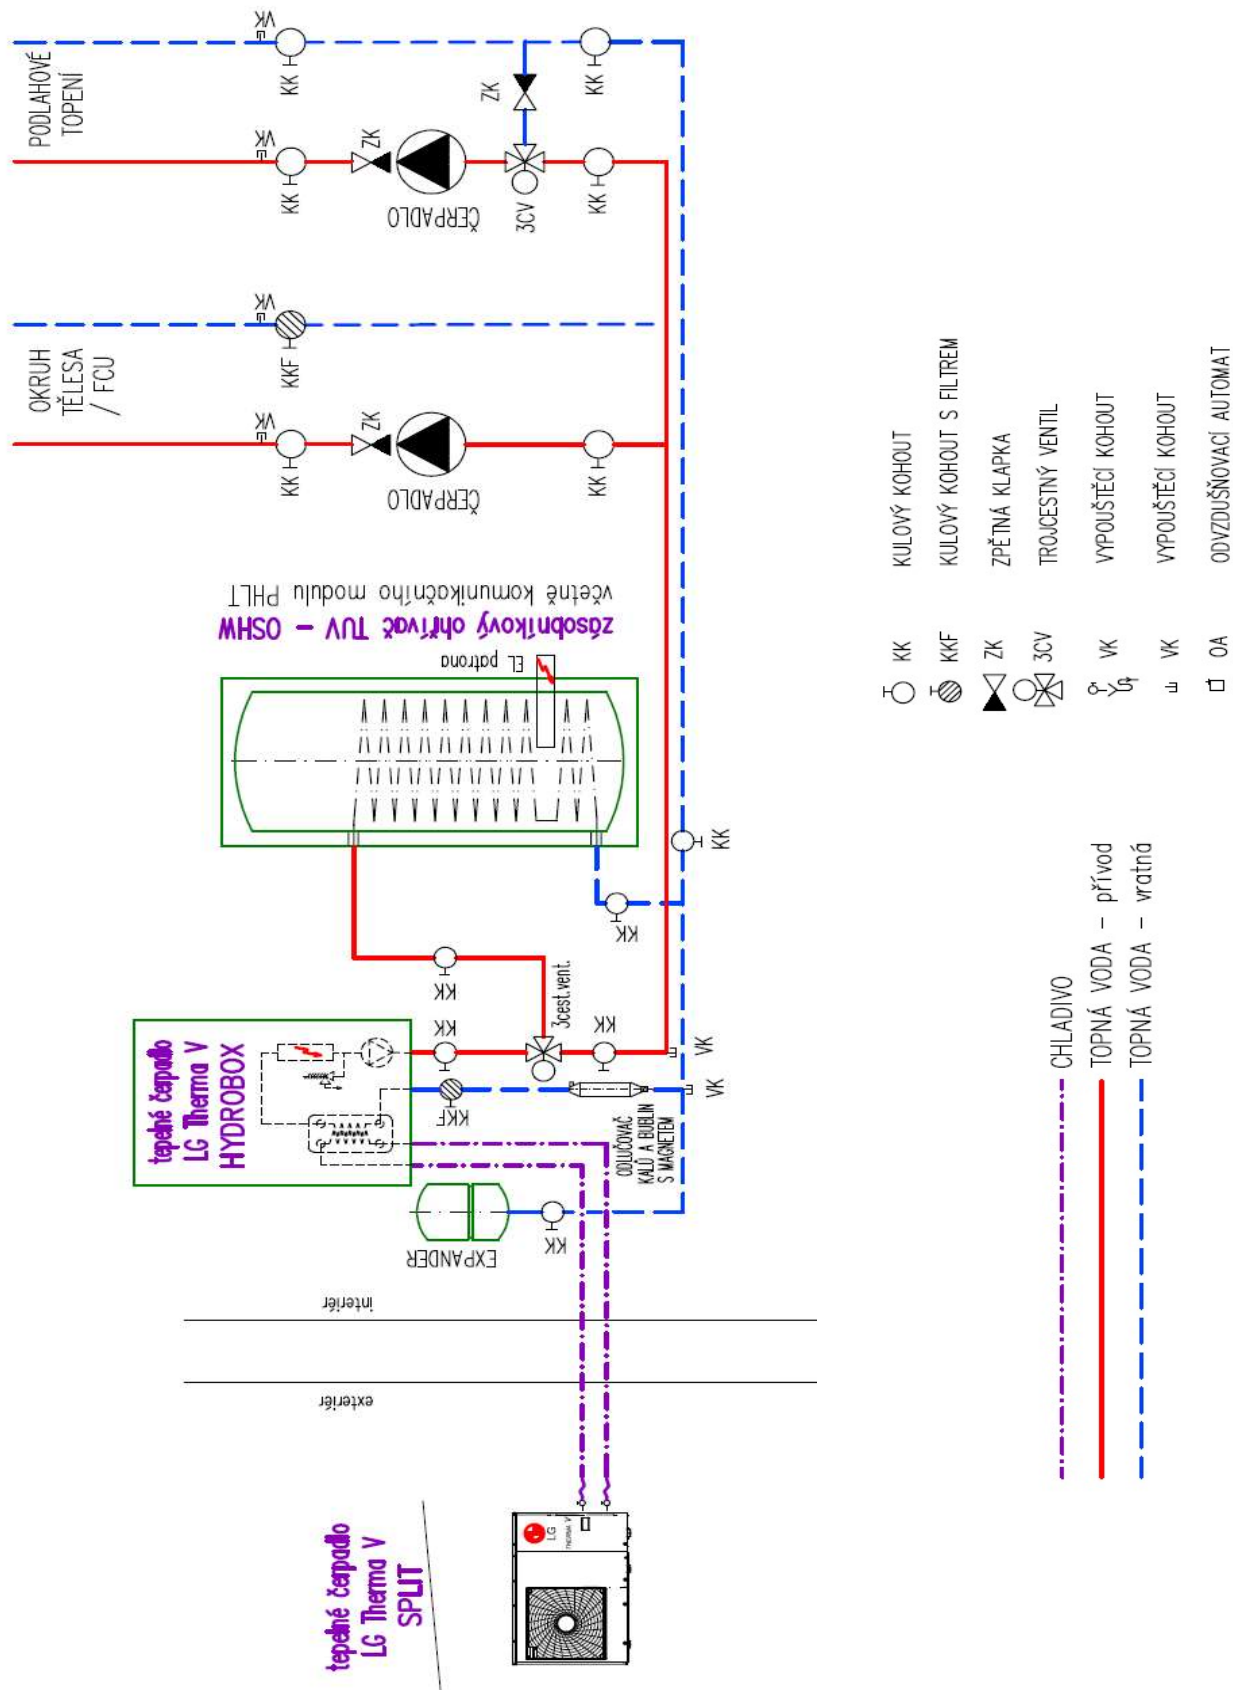 PODLAHOVÉ
TOPENÍ
VK
KK
KK
ZK
VK
KK
ZK
ČERPADLO
3CV
KK
OKRUH
TĚLESA
/ FCU
VK
KKF
VK
KK
ZK
ČERPADLO
KK
zásobníkový ohřívač TUV – OSHW
včetně komunikačního modulu PHLT
EL patrona
KK
KK
KK
3cest.vent.
tepelné čerpadlo
LG Therma V
HYDROBOX
KK
KK
VK
KKF
ODLUČOVAČ
KALŮ A BUBLIN
S MAGNETEM
VK
EXPANDER
KK
interiér
exteriér
tepelné čerpadlo
LG Therma V
SPLIT
LG
THERMA V
KK KULOVÝ KOHOUT
KKF KULOVÝ KOHOUT S FILTREM
ZK ZPĚTNÁ KLAPKA
3CV TROJCESTNÝ VENTIL
VK VYPOUŠTĚCÍ KOHOUT
VK VYPOUŠTĚCÍ KOHOUT
OA ODVZDUŠŇOVACÍ AUTOMAT
CHLADIVO
TOPNÁ VODA – přívod
TOPNÁ VODA – vratná